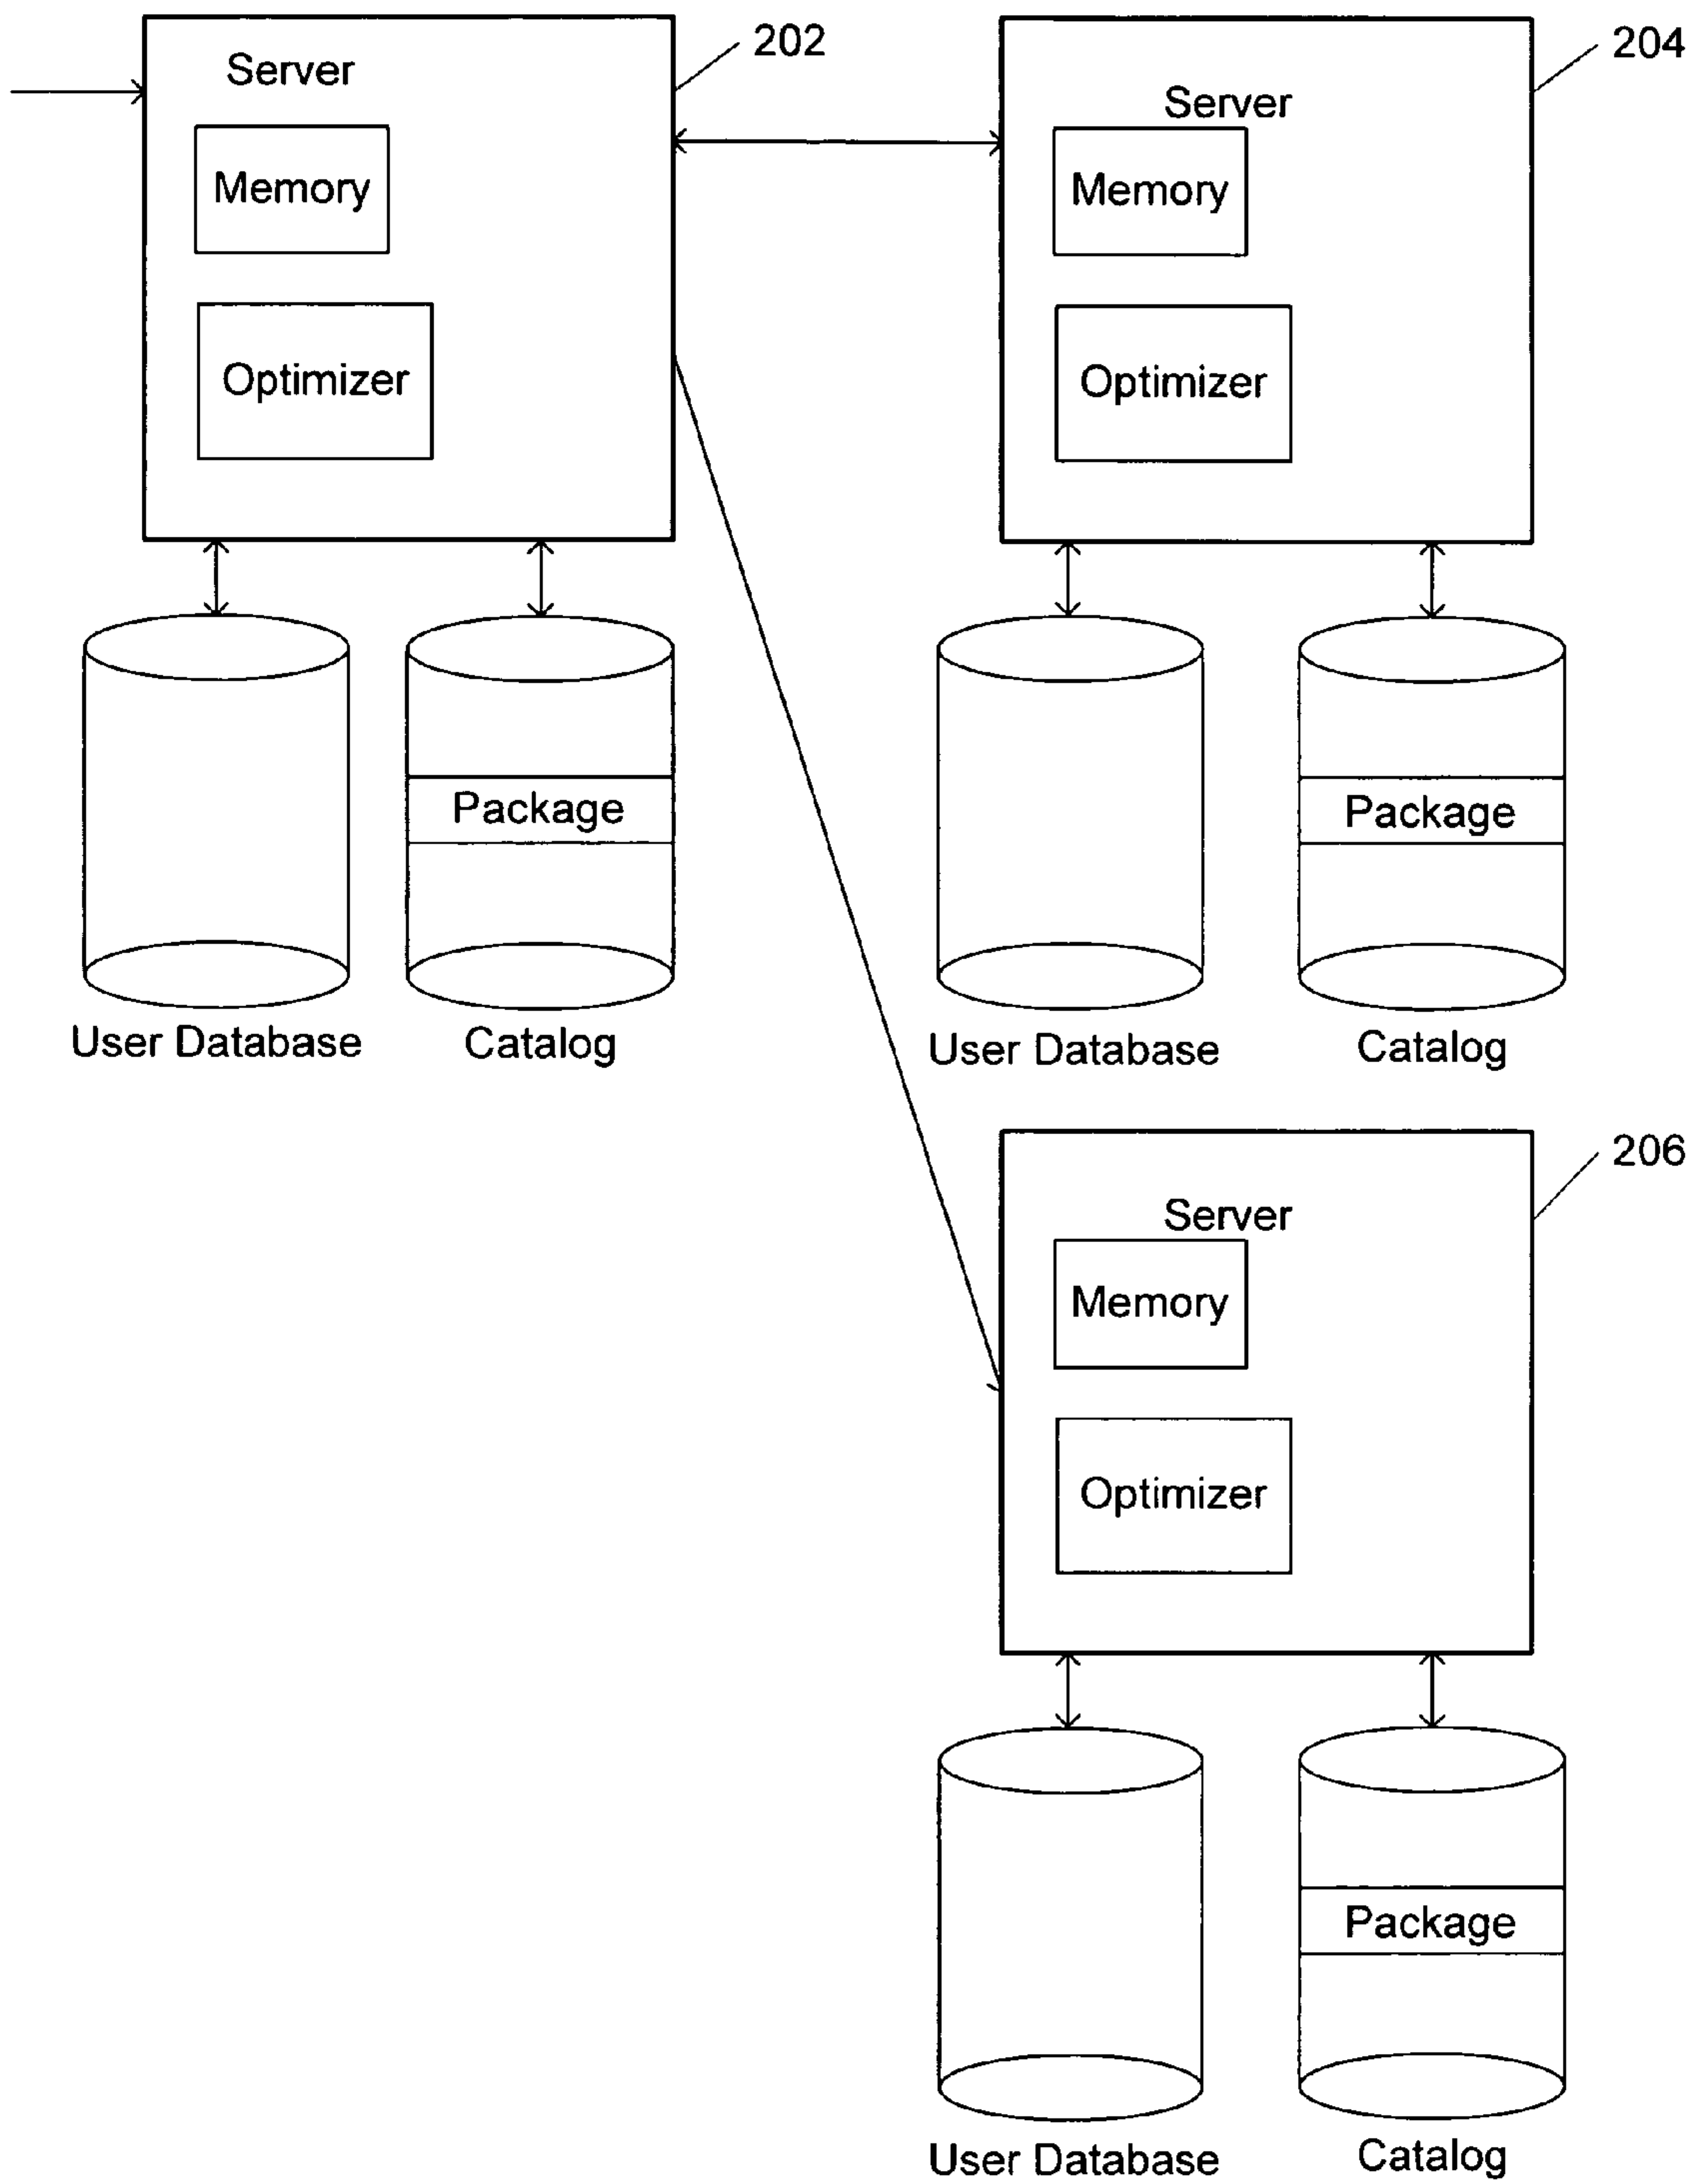 Server
202
Memory
Optimizer
Package
User Database
Catalog
204
Server
Memory
Optimizer
Package
User Database
Catalog
206
Server
Memory
Optimizer
Package
User Database
Catalog